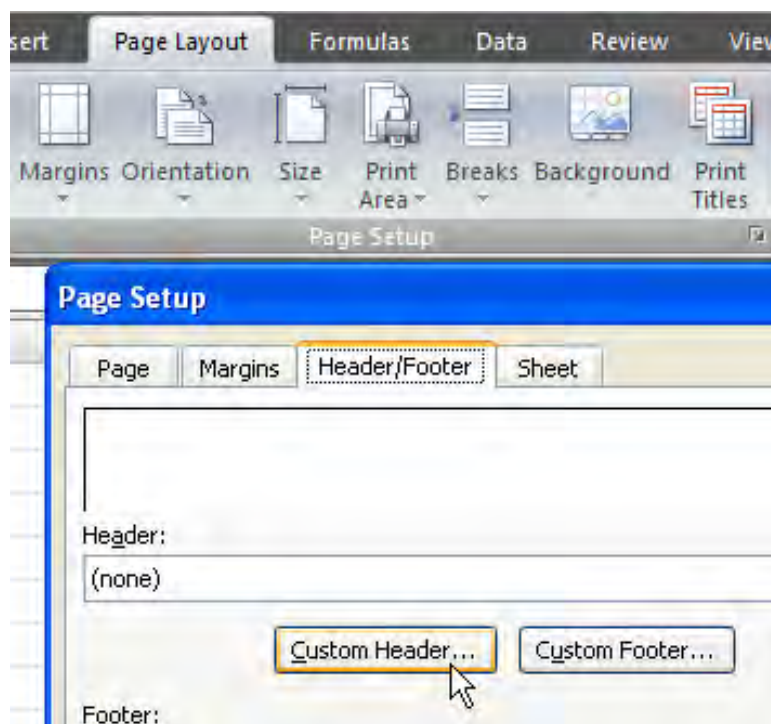 Page Layout Formulas Data Review
Margins Orientation Size Print Breaks Background Print
Area Titles
Page Setup
Page Setup
Page Margins Header/Footer Sheet
Header:
(none)
Custom Header... Custom Footer...
Footer: